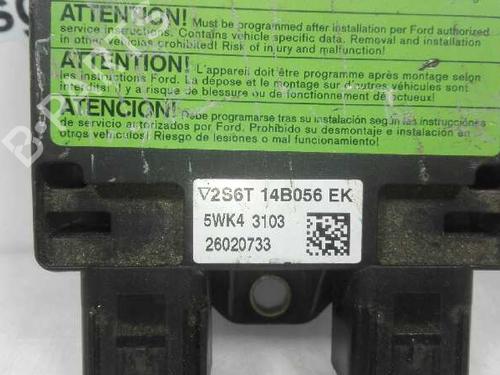 ATTENTION! Must be programmed after installation per Ford authorized
service instructions. Contains vehicle specific data. Removal and installation
in other vehicles prohibited! Risk of injury and malfunction!
ATTENTION! L'appareil doit être programme après montage selon
les instructions Ford. La dépose et le montage sur d'autres véhicules sont
interdits! il y a risque de blessure ou de fonctionnement défectueux!
ATENCION! Debe programarse tras su instalación según las instrucciones
de servicio autorizados por Ford. Prohibido su desmontaje e instalación en
otros vehiculos! Riesgo de lesiones o mal funcionamiento!
2S6T 14B056 EK
5WK4 3103
26020733